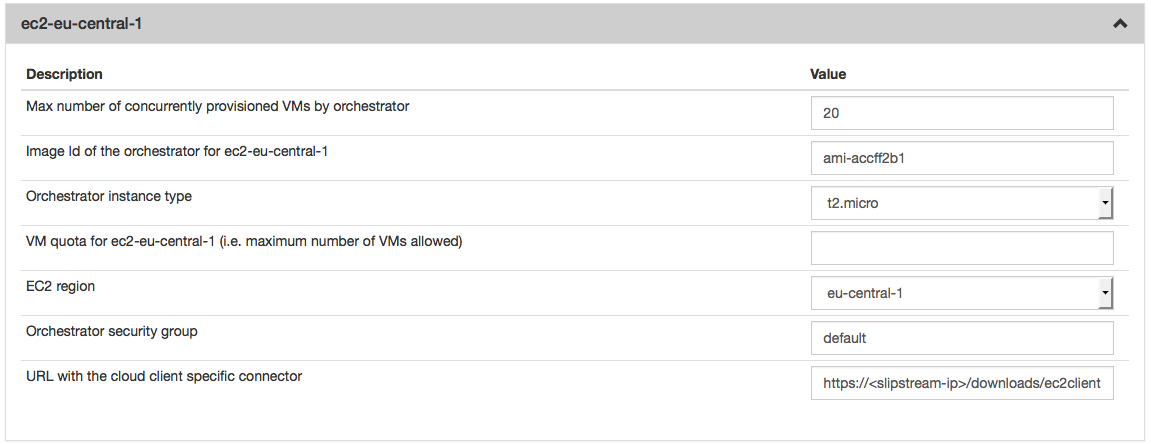 ec2-eu-central-1
Description Value
Max number of concurrently provisioned VMs by orchestrator 20
Image Id of the orchestrator for ec2-eu-central-1 ami-accff2b1
Orchestrator instance type t2.micro
VM quota for ec2-eu-central-1 (i.e. maximum number of VMs allowed)
EC2 region eu-central-1
Orchestrator security group default
URL with the cloud client specific connector https://<slipstream-ip>/downloads/ec2client